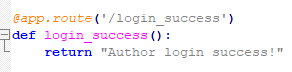 @app.route('/login_success')
def login_success():
    return "Author login success!"